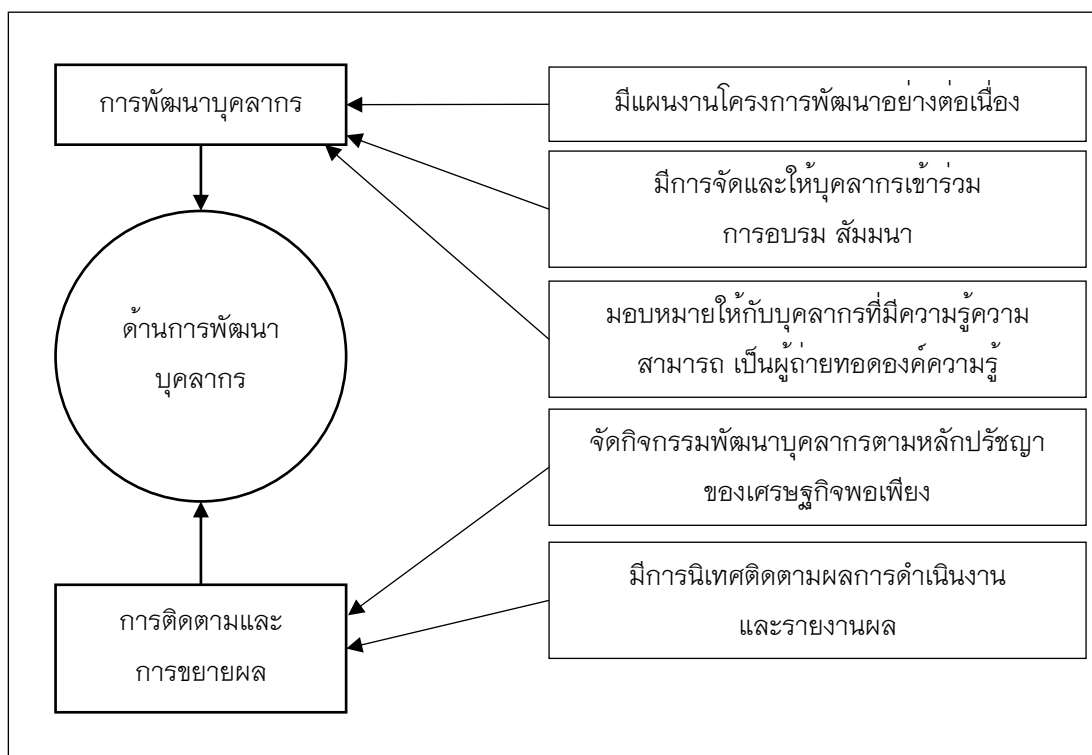 การพัฒนาบุคลากร
มีแผนงานโครงการพัฒนาอย่างต่อเนื่อง
มีการจัดและให้บุคลากรเข้าร่วม
การอบรม สัมมนา
ด้านการพัฒนา
บุคลากร
มอบหมายให้กับบุคลากรที่มีความรู้ความ
สามารถ เป็นผู้ถ่ายทอดองค์ความรู้
จัดกิจกรรมพัฒนาบุคลากรตามหลักปรัชญา
ของเศรษฐกิจพอเพียง
การติดตามและ
การขยายผล
มีการนิเทศติดตามผลการดำเนินงาน
และรายงานผล